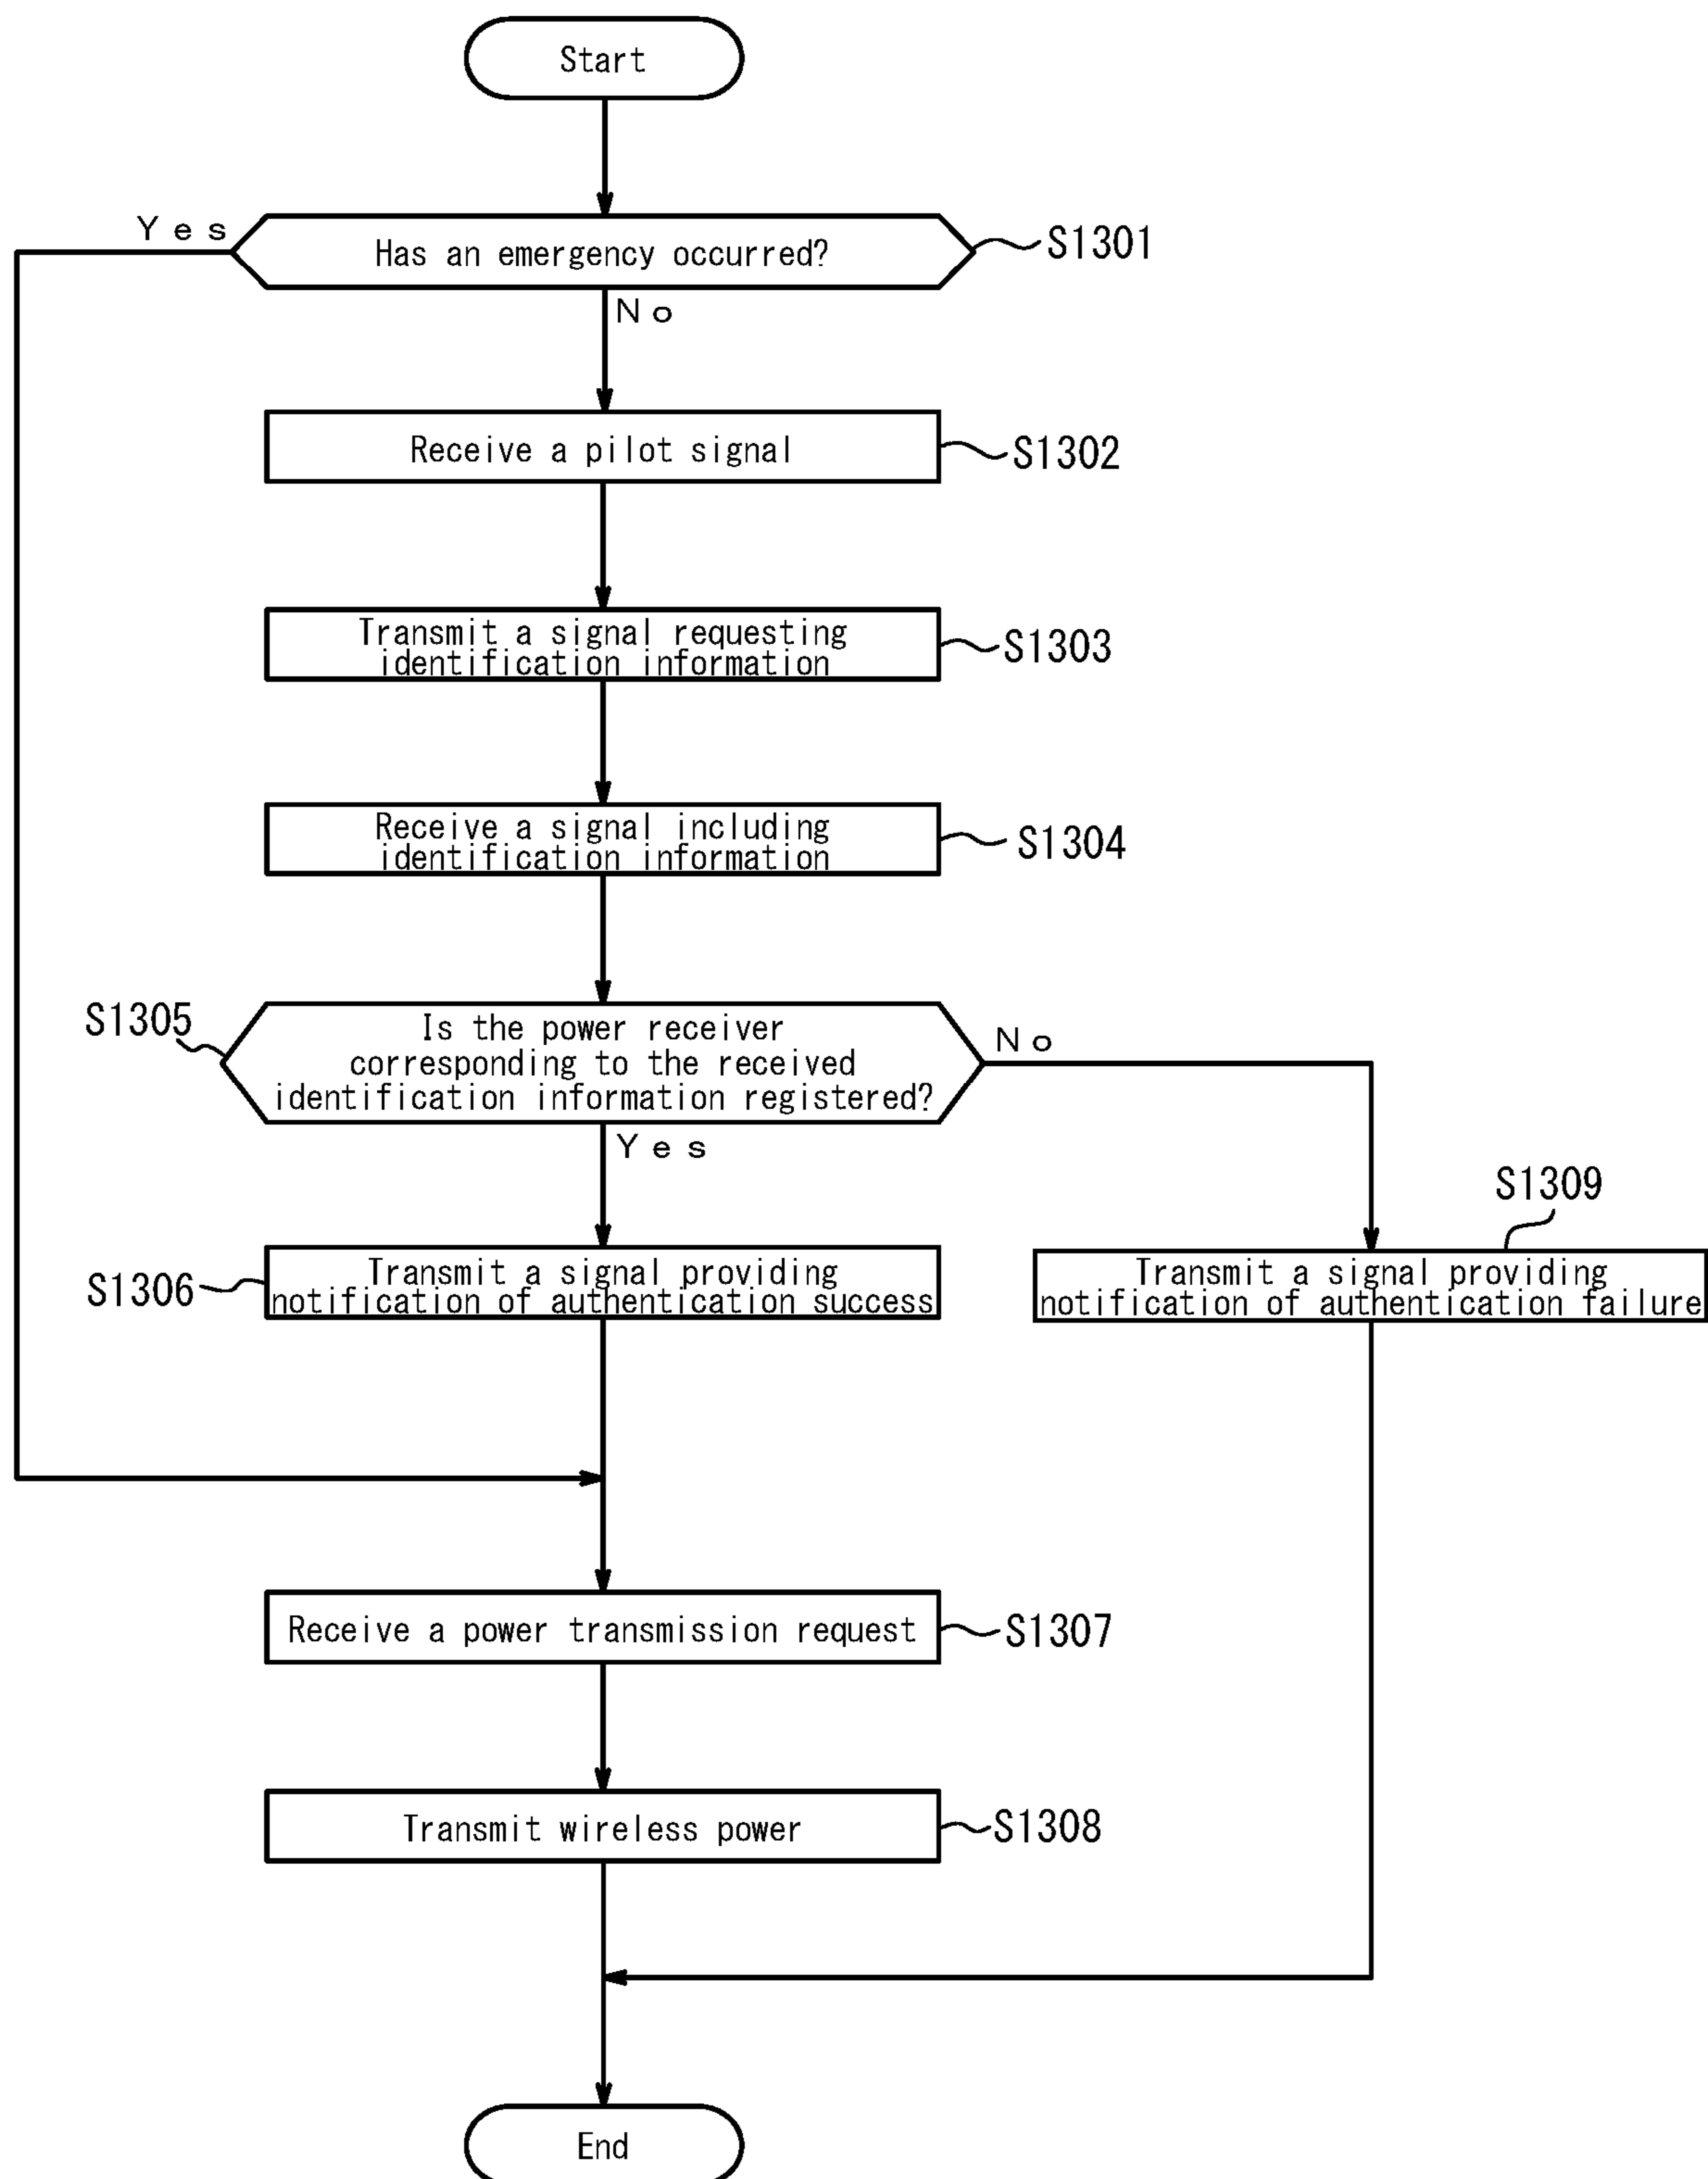 Start
Yes
Has an emergency occurred?
S1301
No
Receive a pilot signal
S1302
Transmit a signal requesting
identification information
S1303
Receive a signal including
identification information
S1304
S1305
Is the power receiver
corresponding to the received
identification information registered?
No
Yes
S1309
S1306
Transmit a signal providing
notification of authentication success
Transmit a signal providing
notification of authentication failure
Receive a power transmission request
S1307
Transmit wireless power
S1308
End